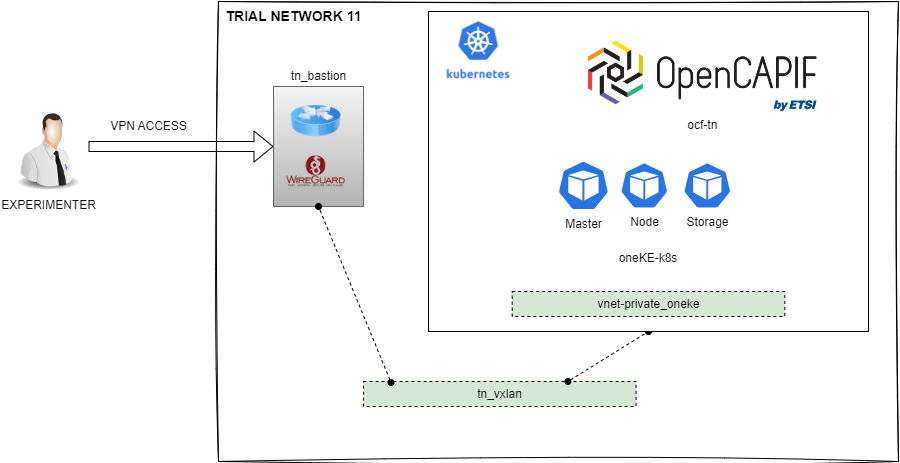 TRIAL NETWORK 11
kubernetes
OpenCAPIF
by ETSI
ocf-tn
tn_bastion
WIREGUARD
VPN ACCESS
EXPERIMENTER
Master
Node
Storage
oneKE-k8s
vnet-private_oneke
tn_vxlan